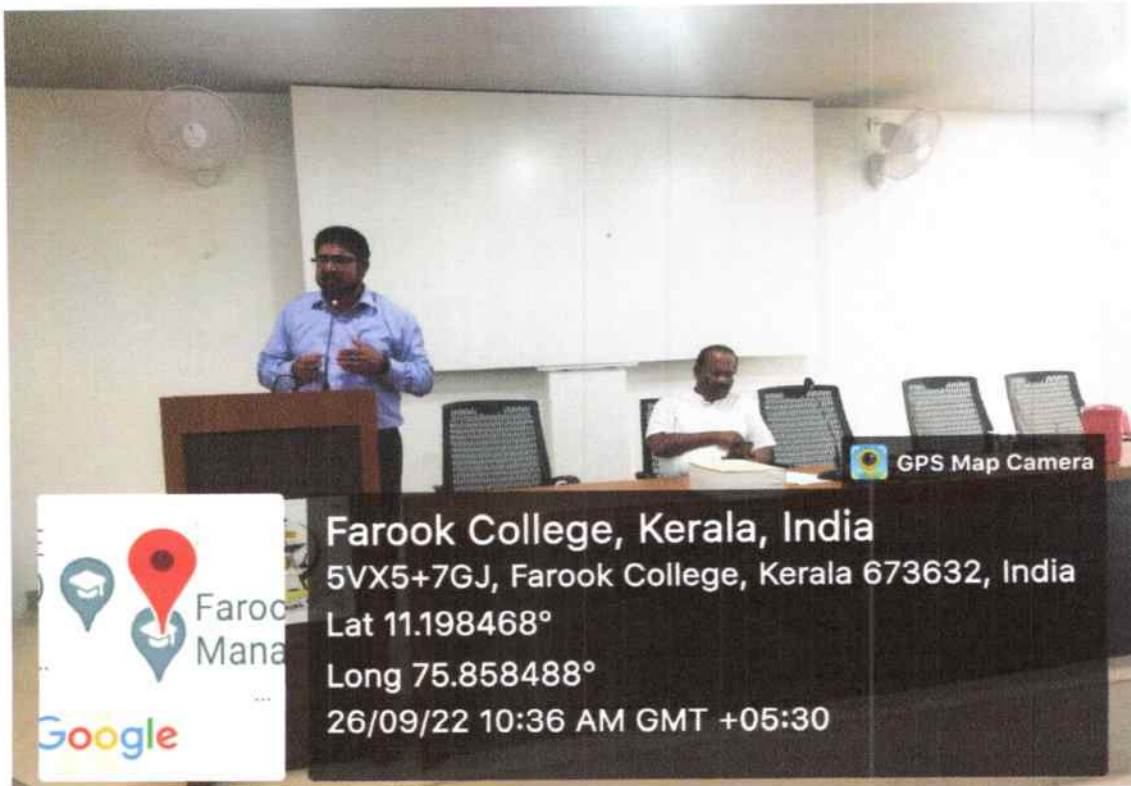 GPS Map Camera
Farook College, Kerala, India
5VX5+7GJ, Farook College, Kerala 673632, India
Lat 11.198468°
Long 75.858488°
26/09/22 10:36 AM GMT +05:30
Faroo
Mana
Google